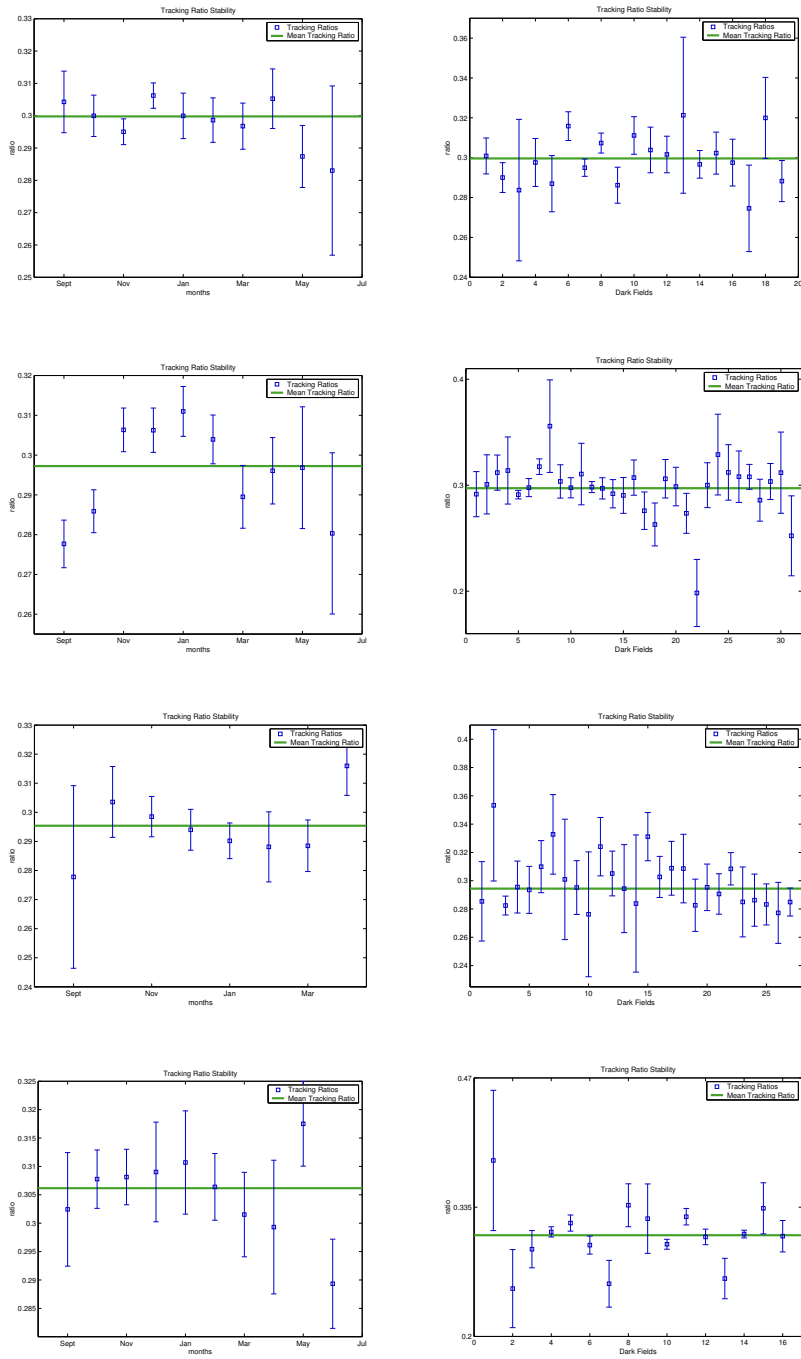 Tracking Ratio Stability
Tracking Ratios
Mean Tracking Ratio
0.33
0.32
0.31
0.3
0.29
0.28
0.27
0.26
0.25
ratio
Sept Nov Jan Mar May Jul
months
Tracking Ratio Stability
Tracking Ratios
Mean Tracking Ratio
0.36
0.32
0.3
0.28
0.24
ratio
0 2 4 6 8 10 12 14 16 18 20
Dark Fields
Tracking Ratio Stability
Tracking Ratios
Mean Tracking Ratio
0.32
0.31
0.3
0.29
0.28
0.27
0.26
ratio
Sept Nov Jan Mar May Jul
months
Tracking Ratio Stability
Tracking Ratios
Mean Tracking Ratio
0.4
0.3
0.2
ratio
0 5 10 15 20 25 30
Dark Fields
Tracking Ratio Stability
Tracking Ratios
Mean Tracking Ratio
0.33
0.32
0.31
0.3
0.29
0.28
0.27
0.26
0.25
0.24
ratio
Sept Nov Jan Mar
months
Tracking Ratio Stability
Tracking Ratios
Mean Tracking Ratio
0.4
0.38
0.36
0.34
0.32
0.3
0.28
0.26
0.24
ratio
0 5 10 15 20 25
Dark Fields
Tracking Ratio Stability
Tracking Ratios
Mean Tracking Ratio
0.325
0.32
0.315
0.31
0.305
0.3
0.295
0.29
0.285
ratio
Sept Nov Jan Mar May Jul
months
Tracking Ratio Stability
Tracking Ratios
Mean Tracking Ratio
0.47
0.335
0.2
ratio
0 2 4 6 8 10 12 14 16
Dark Fields